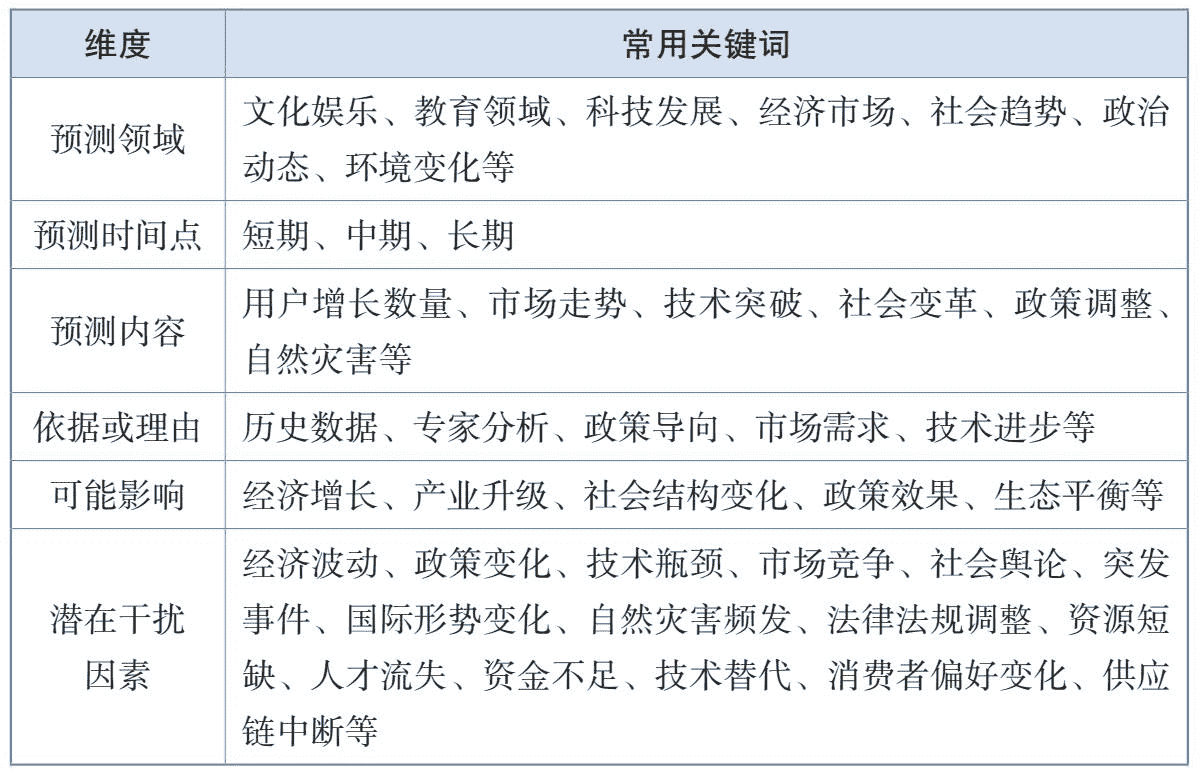 维度
常用关键词
预测领域
文化娱乐、教育领域、科技发展、经济市场、社会趋势、政治
动态、环境变化等
预测时间点
短期、中期、长期
预测内容
用户增长数量、市场走势、技术突破、社会变革、政策调整、
自然灾害等
依据或理由
历史数据、专家分析、政策导向、市场需求、技术进步等
可能影响
经济增长、产业升级、社会结构变化、政策效果、生态平衡等
潜在干扰
因素
经济波动、政策变化、技术瓶颈、市场竞争、社会舆论、突发
事件、国际形势变化、自然灾害频发、法律法规调整、资源短
缺、人才流失、资金不足、技术替代、消费者偏好变化、供应
链中断等